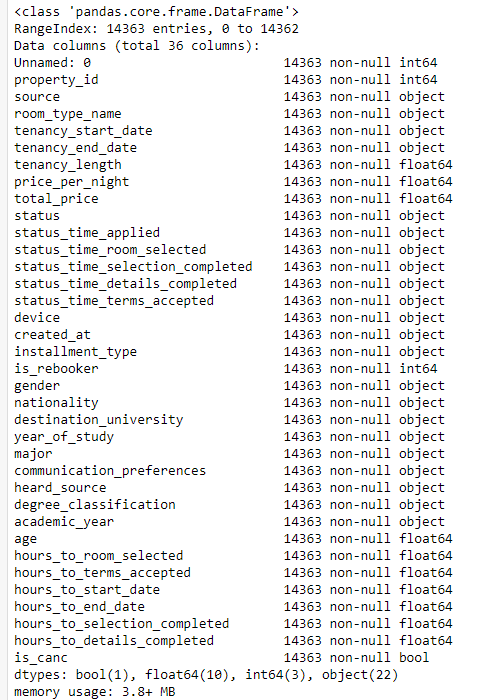 <class 'pandas.core.frame.DataFrame'>
RangeIndex: 14363 entries, 0 to 14362
Data columns (total 36 columns):
Unnamed: 0 14363 non-null int64
property_id 14363 non-null int64
source 14363 non-null object
room_type_name 14363 non-null object
tenancy_start_date 14363 non-null object
tenancy_end_date 14363 non-null object
tenancy_length 14363 non-null float64
price_per_night 14363 non-null float64
total_price 14363 non-null float64
status 14363 non-null object
status_time_applied 14363 non-null object
status_time_room_selected 14363 non-null object
status_time_selection_completed 14363 non-null object
status_time_details_completed 14363 non-null object
status_time_terms_accepted 14363 non-null object
device 14363 non-null object
created_at 14363 non-null object
installment_type 14363 non-null object
is_rebooker 14363 non-null int64
gender 14363 non-null object
nationality 14363 non-null object
destination_university 14363 non-null object
year_of_study 14363 non-null object
major 14363 non-null object
communication_preferences 14363 non-null object
heard_source 14363 non-null object
degree_classification 14363 non-null object
academic_year 14363 non-null object
age 14363 non-null float64
hours_to_room_selected 14363 non-null float64
hours_to_terms_accepted 14363 non-null float64
hours_to_start_date 14363 non-null float64
hours_to_end_date 14363 non-null float64
hours_to_selection_completed 14363 non-null float64
hours_to_details_completed 14363 non-null float64
is_canc 14363 non-null bool
dtypes: bool(1), float64(10), int64(3), object(22)
memory usage: 3.8+ MB